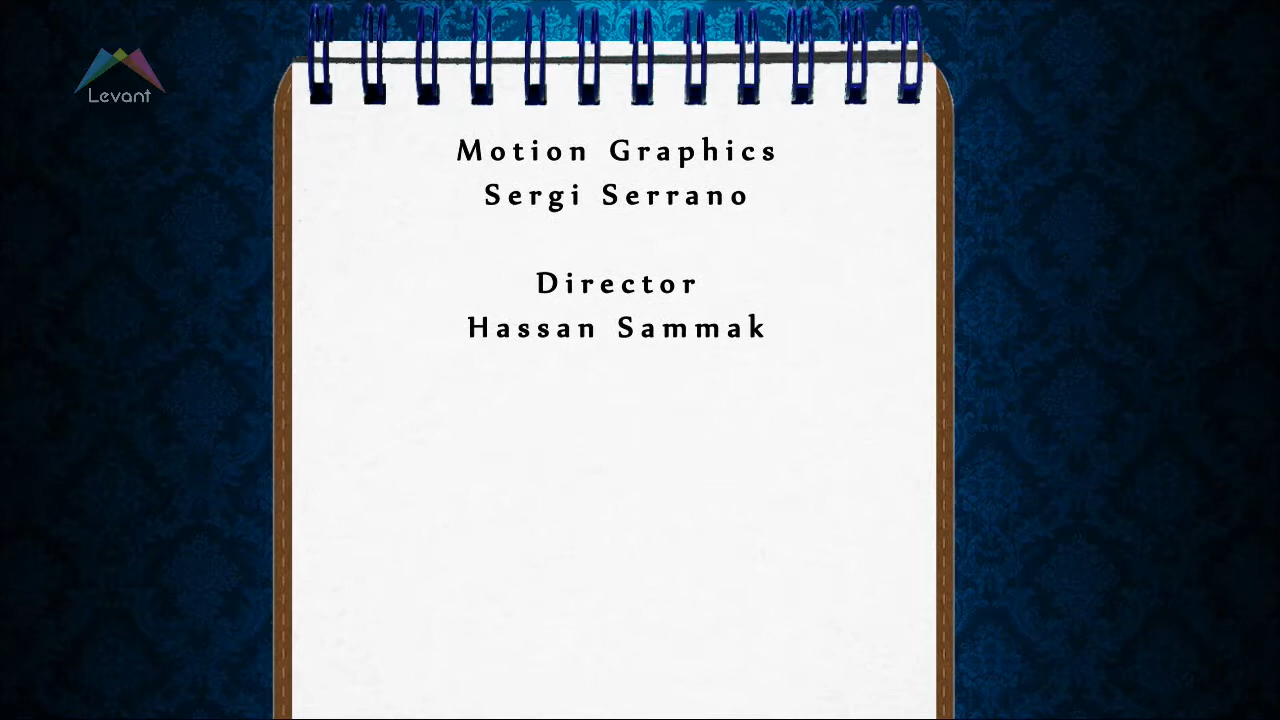 Levant
Motion Graphics
Sergi Serrano
Director
Hassan Sammak